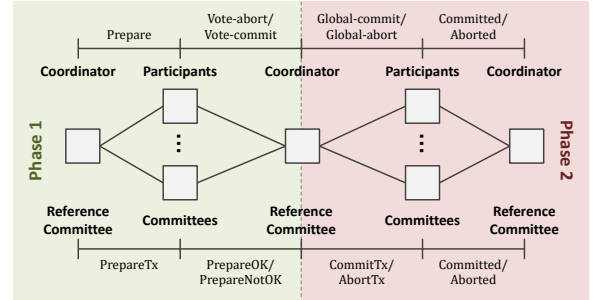 Vote-abort/
Vote-commit
Global-commit/
Global-abort
Committed/
Aborted
Prepare
Coordinator
Participants
Coordinator
Participants
Coordinator
Phase 1
Phase 2
Reference
Committee
Committees
Reference
Committee
Committees
Reference
Committee
PrepareTx
PrepareOK/
PrepareNotOK
CommitTx/
AbortTx
Committed/
Aborted